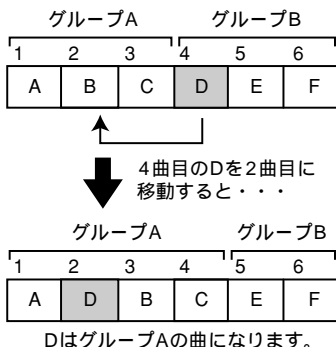 グループA グループB
1 2 3 4 5 6
A B C D E F
4曲目のDを2曲目に
移動すると・・・
グループA グループB
1 2 3 4 5 6
A D B C E F
DはグループAの曲になります。